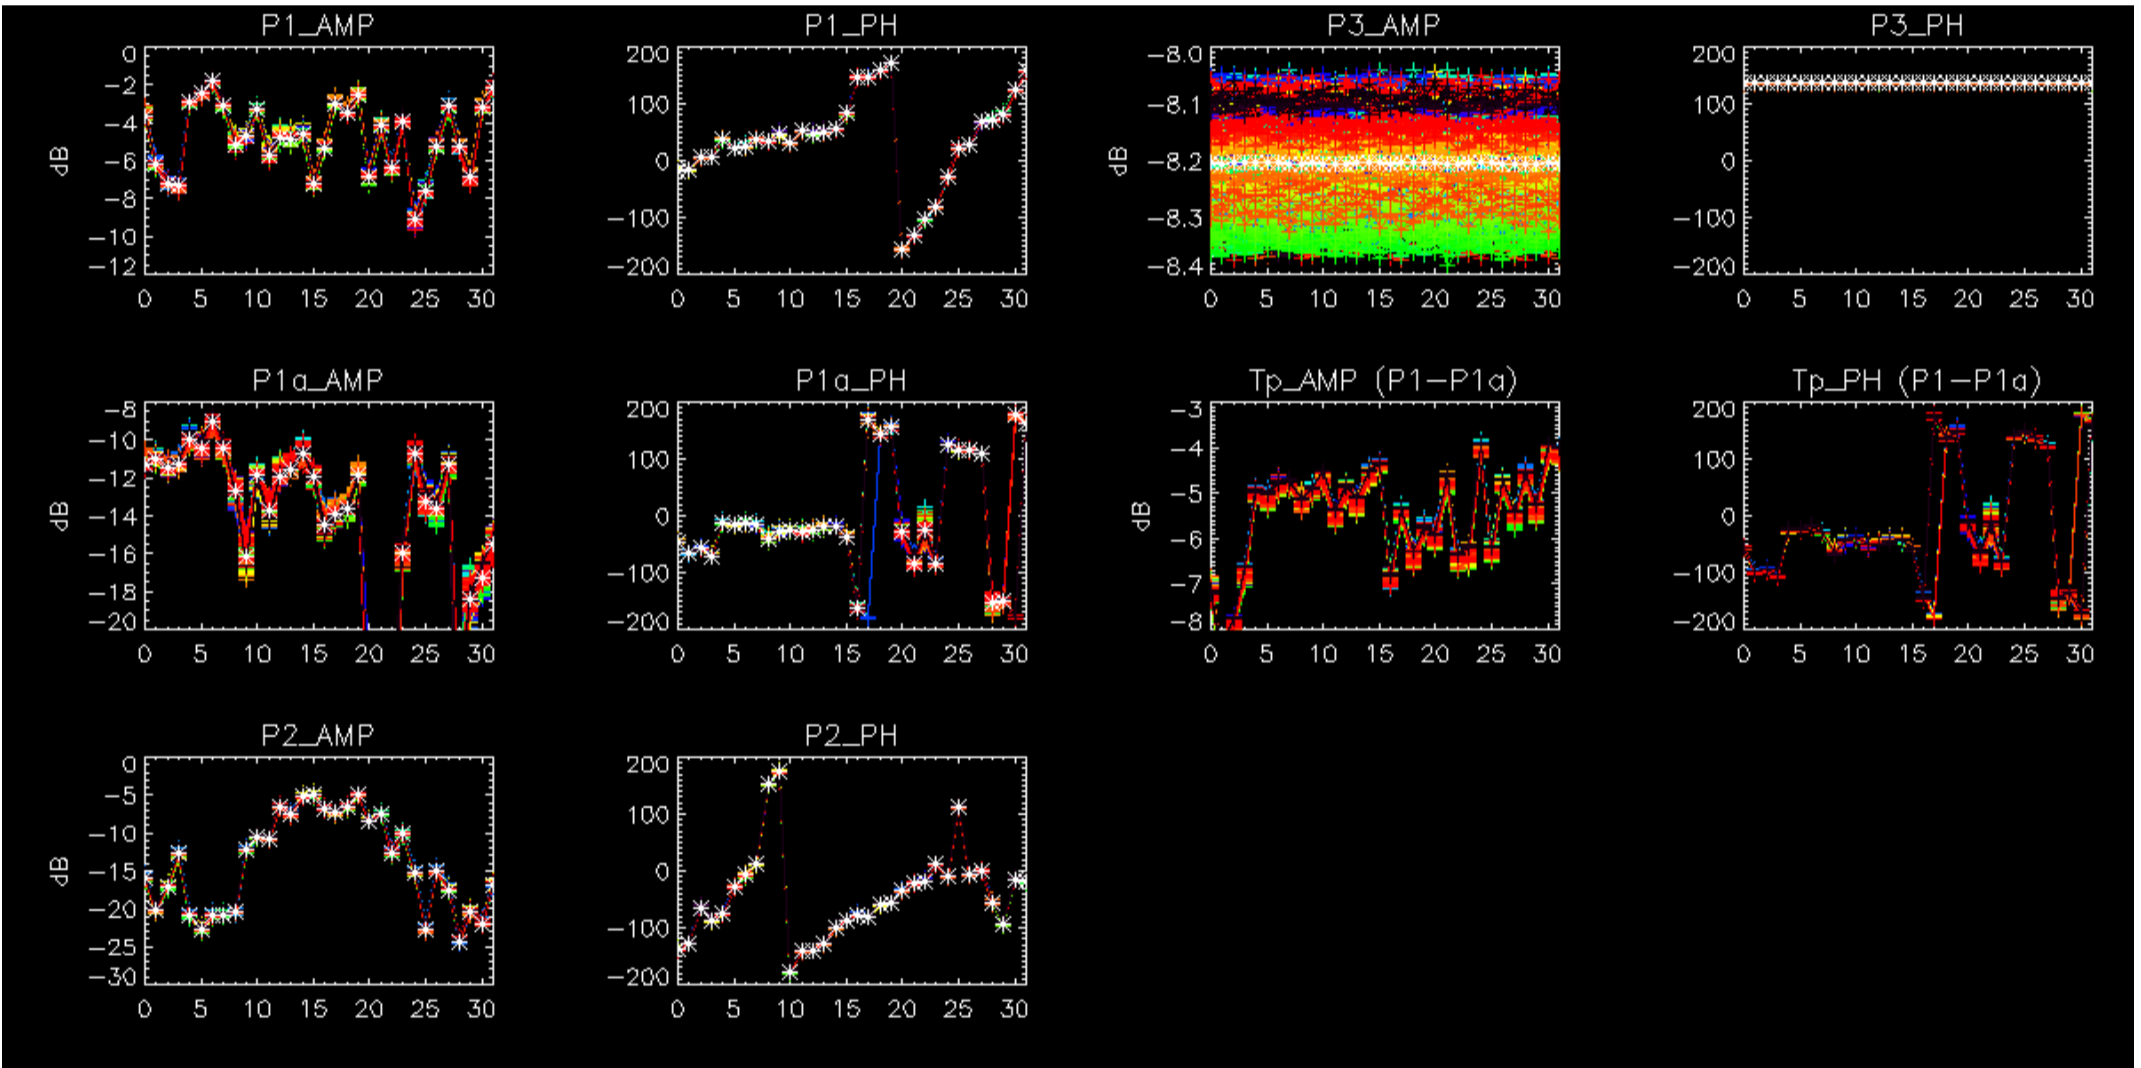 P1_AMP
0
−2
−4
−6
−8
−10
−12
dB
0 5 10 15 20 25 30
P1_PH
200
100
0
−100
−200
0 5 10 15 20 25 30
P3_AMP
−8.0
−8.1
−8.2
−8.3
−8.4
dB
0 5 10 15 20 25 30
P3_PH
200
100
0
−100
−200
0 5 10 15 20 25 30
P1a_AMP
−8
−10
−12
−14
−16
−18
−20
dB
0 5 10 15 20 25 30
P1a_PH
200
100
0
−100
−200
0 5 10 15 20 25 30
Tp_AMP (P1−P1a)
−3
−4
−5
−6
−7
−8
dB
0 5 10 15 20 25 30
Tp_PH (P1−P1a)
200
100
0
−100
−200
0 5 10 15 20 25 30
P2_AMP
0
−5
−10
−15
−20
−25
−30
dB
0 5 10 15 20 25 30
P2_PH
200
100
0
−100
−200
0 5 10 15 20 25 30